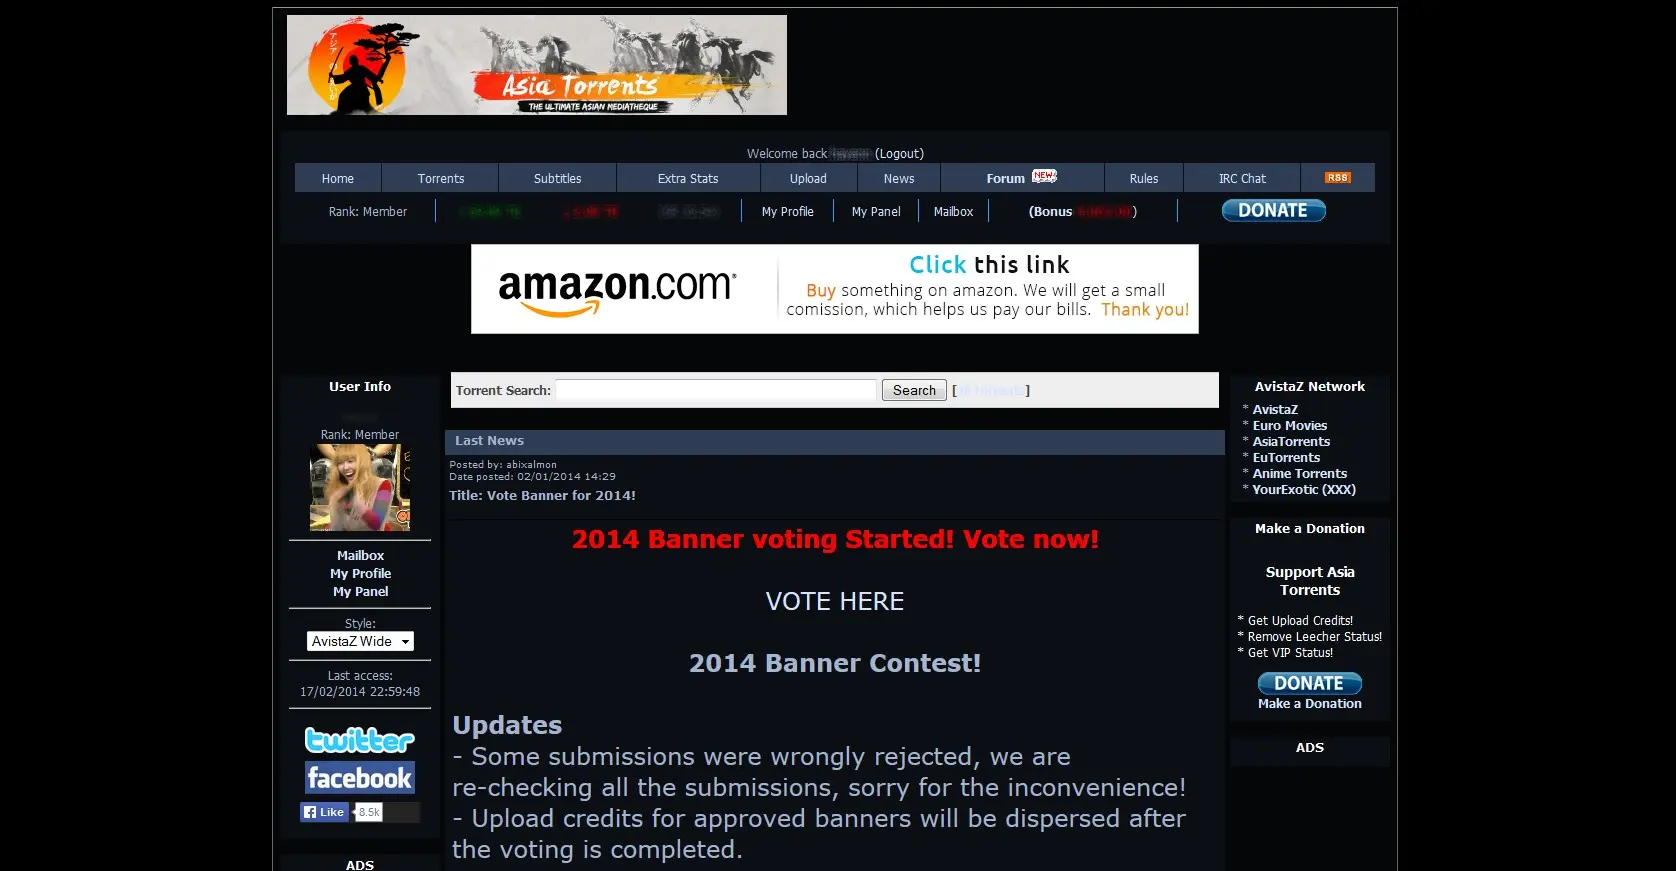 アジア
Asia Torrents
THE ULTIMATE ASIAN MEDIATHEQUE
Welcome back (Logout)
Home Torrents Subtitles Extra Stats Upload News Forum NEW! Rules IRC Chat RSS
Rank: Member My Profile My Panel Mailbox (Bonus ) DONATE
amazon.com
Click this link
Buy something on amazon. We will get a small
comission, which helps us pay our bills. Thank you!
User Info
Rank: Member
Mailbox
My Profile
My Panel
Style:
AvistaZ Wide
Last access:
17/02/2014 22:59:48
twitter
facebook
Like 8.5k
ADS
Torrent Search: Search [ ]
Last News
Posted by: abixalmon
Date posted: 02/01/2014 14:29
Title: Vote Banner for 2014!
2014 Banner voting Started! Vote now!
VOTE HERE
2014 Banner Contest!
Updates
- Some submissions were wrongly rejected, we are
re-checking all the submissions, sorry for the inconvenience!
- Upload credits for approved banners will be dispersed after
the voting is completed.
AvistaZ Network
* AvistaZ
* Euro Movies
* AsiaTorrents
* EuTorrents
* Anime Torrents
* YourExotic (XXX)
Make a Donation
Support Asia
Torrents
* Get Upload Credits!
* Remove Leecher Status!
* Get VIP Status!
DONATE
Make a Donation
ADS